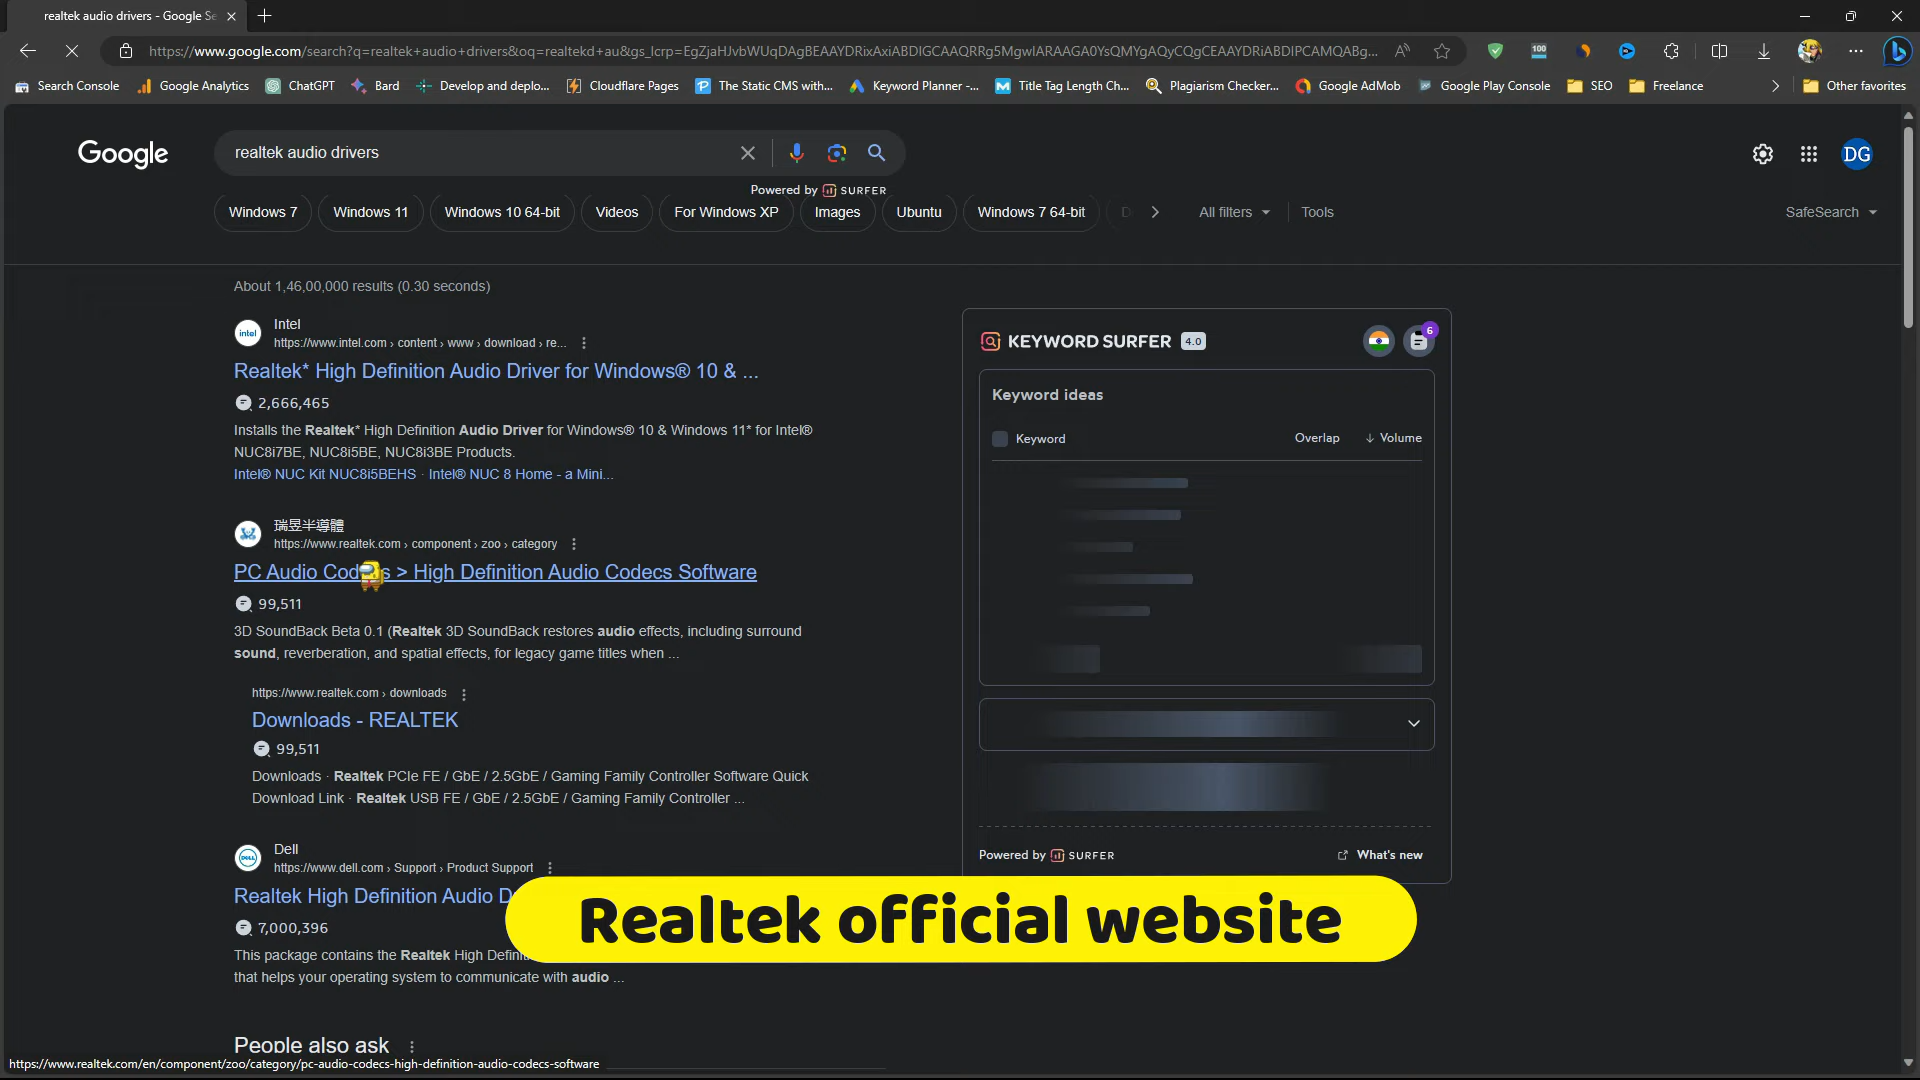 realtek audio drivers - Google Se
https://www.google.com/search?q=realtek+audio+drivers&oq=realtekd+au&gs_lcrp=EgZjaHJvbWUqDAgBEAAYDRixAxiABDIGCAAQRRg5MgwIARAAGA0YsQMYgAQyCQgCEAAYDRiABDIPCAMQABg...
100
Search Console
Google Analytics
ChatGPT
Bard
Develop and deplo...
Cloudflare Pages
The Static CMS with...
Keyword Planner -...
Title Tag Length Ch...
Plagiarism Checker...
Google AdMob
Google Play Console
SEO
Freelance
Other favorites
Google
realtek audio drivers
DG
Powered by SURFER
Windows 7
Windows 11
Windows 10 64-bit
Videos
For Windows XP
Images
Ubuntu
Windows 7 64-bit
All filters
Tools
SafeSearch
About 1,46,00,000 results (0.30 seconds)
intel
Intel
https://www.intel.com › content › www › download › re...
Realtek* High Definition Audio Driver for Windows® 10 & ...
2,666,465
Installs the Realtek* High Definition Audio Driver for Windows® 10 & Windows 11* for Intel®
NUC8i7BE, NUC8i5BE, NUC8i3BE Products.
Intel® NUC Kit NUC8i5BEHS · Intel® NUC 8 Home - a Mini...
瑞昱半導體
https://www.realtek.com › component › zoo › category
PC Audio Codecs > High Definition Audio Codecs Software
99,511
3D SoundBack Beta 0.1 (Realtek 3D SoundBack restores audio effects, including surround
sound, reverberation, and spatial effects, for legacy game titles when ...
https://www.realtek.com › downloads
Downloads - REALTEK
99,511
Downloads · Realtek PCIe FE / GbE / 2.5GbE / Gaming Family Controller Software Quick
Download Link · Realtek USB FE / GbE / 2.5GbE / Gaming Family Controller ...
DELL
Dell
https://www.dell.com › Support › Product Support
Realtek High Definition Audio D
7,000,396
This package contains the Realtek High Defin
that helps your operating system to communicate with audio ...
People also ask
KEYWORD SURFER 4.0
6
Keyword ideas
Keyword
Overlap
Volume
Powered by SURFER
What's new
Realtek official website
https://www.realtek.com/en/component/zoo/category/pc-audio-codecs-high-definition-audio-codecs-software